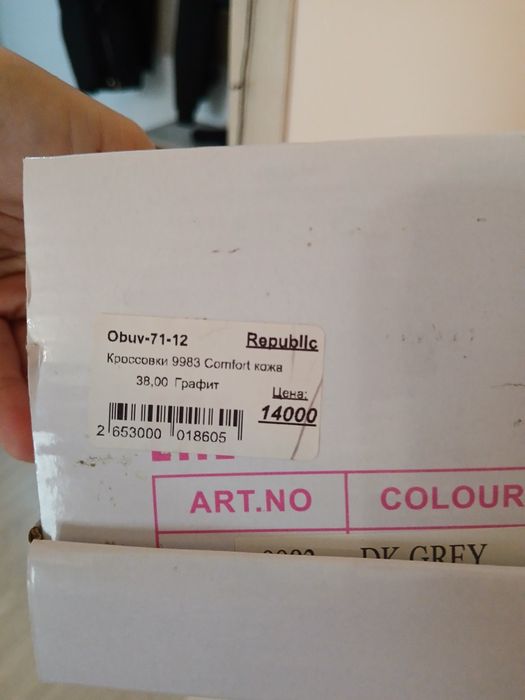 Obuv-71-12 Republic
Кроссовки 9983 Comfort кожа
38,00 Графит
Цена:
14000
2 653000 018605
ART.NO COLOUR
DK GREY